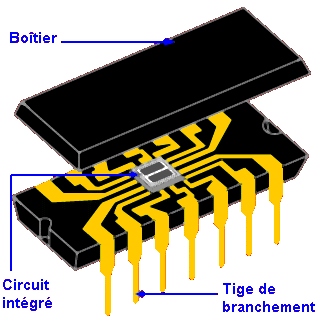 Boîtier
Circuit
intégré
Tige de
branchement